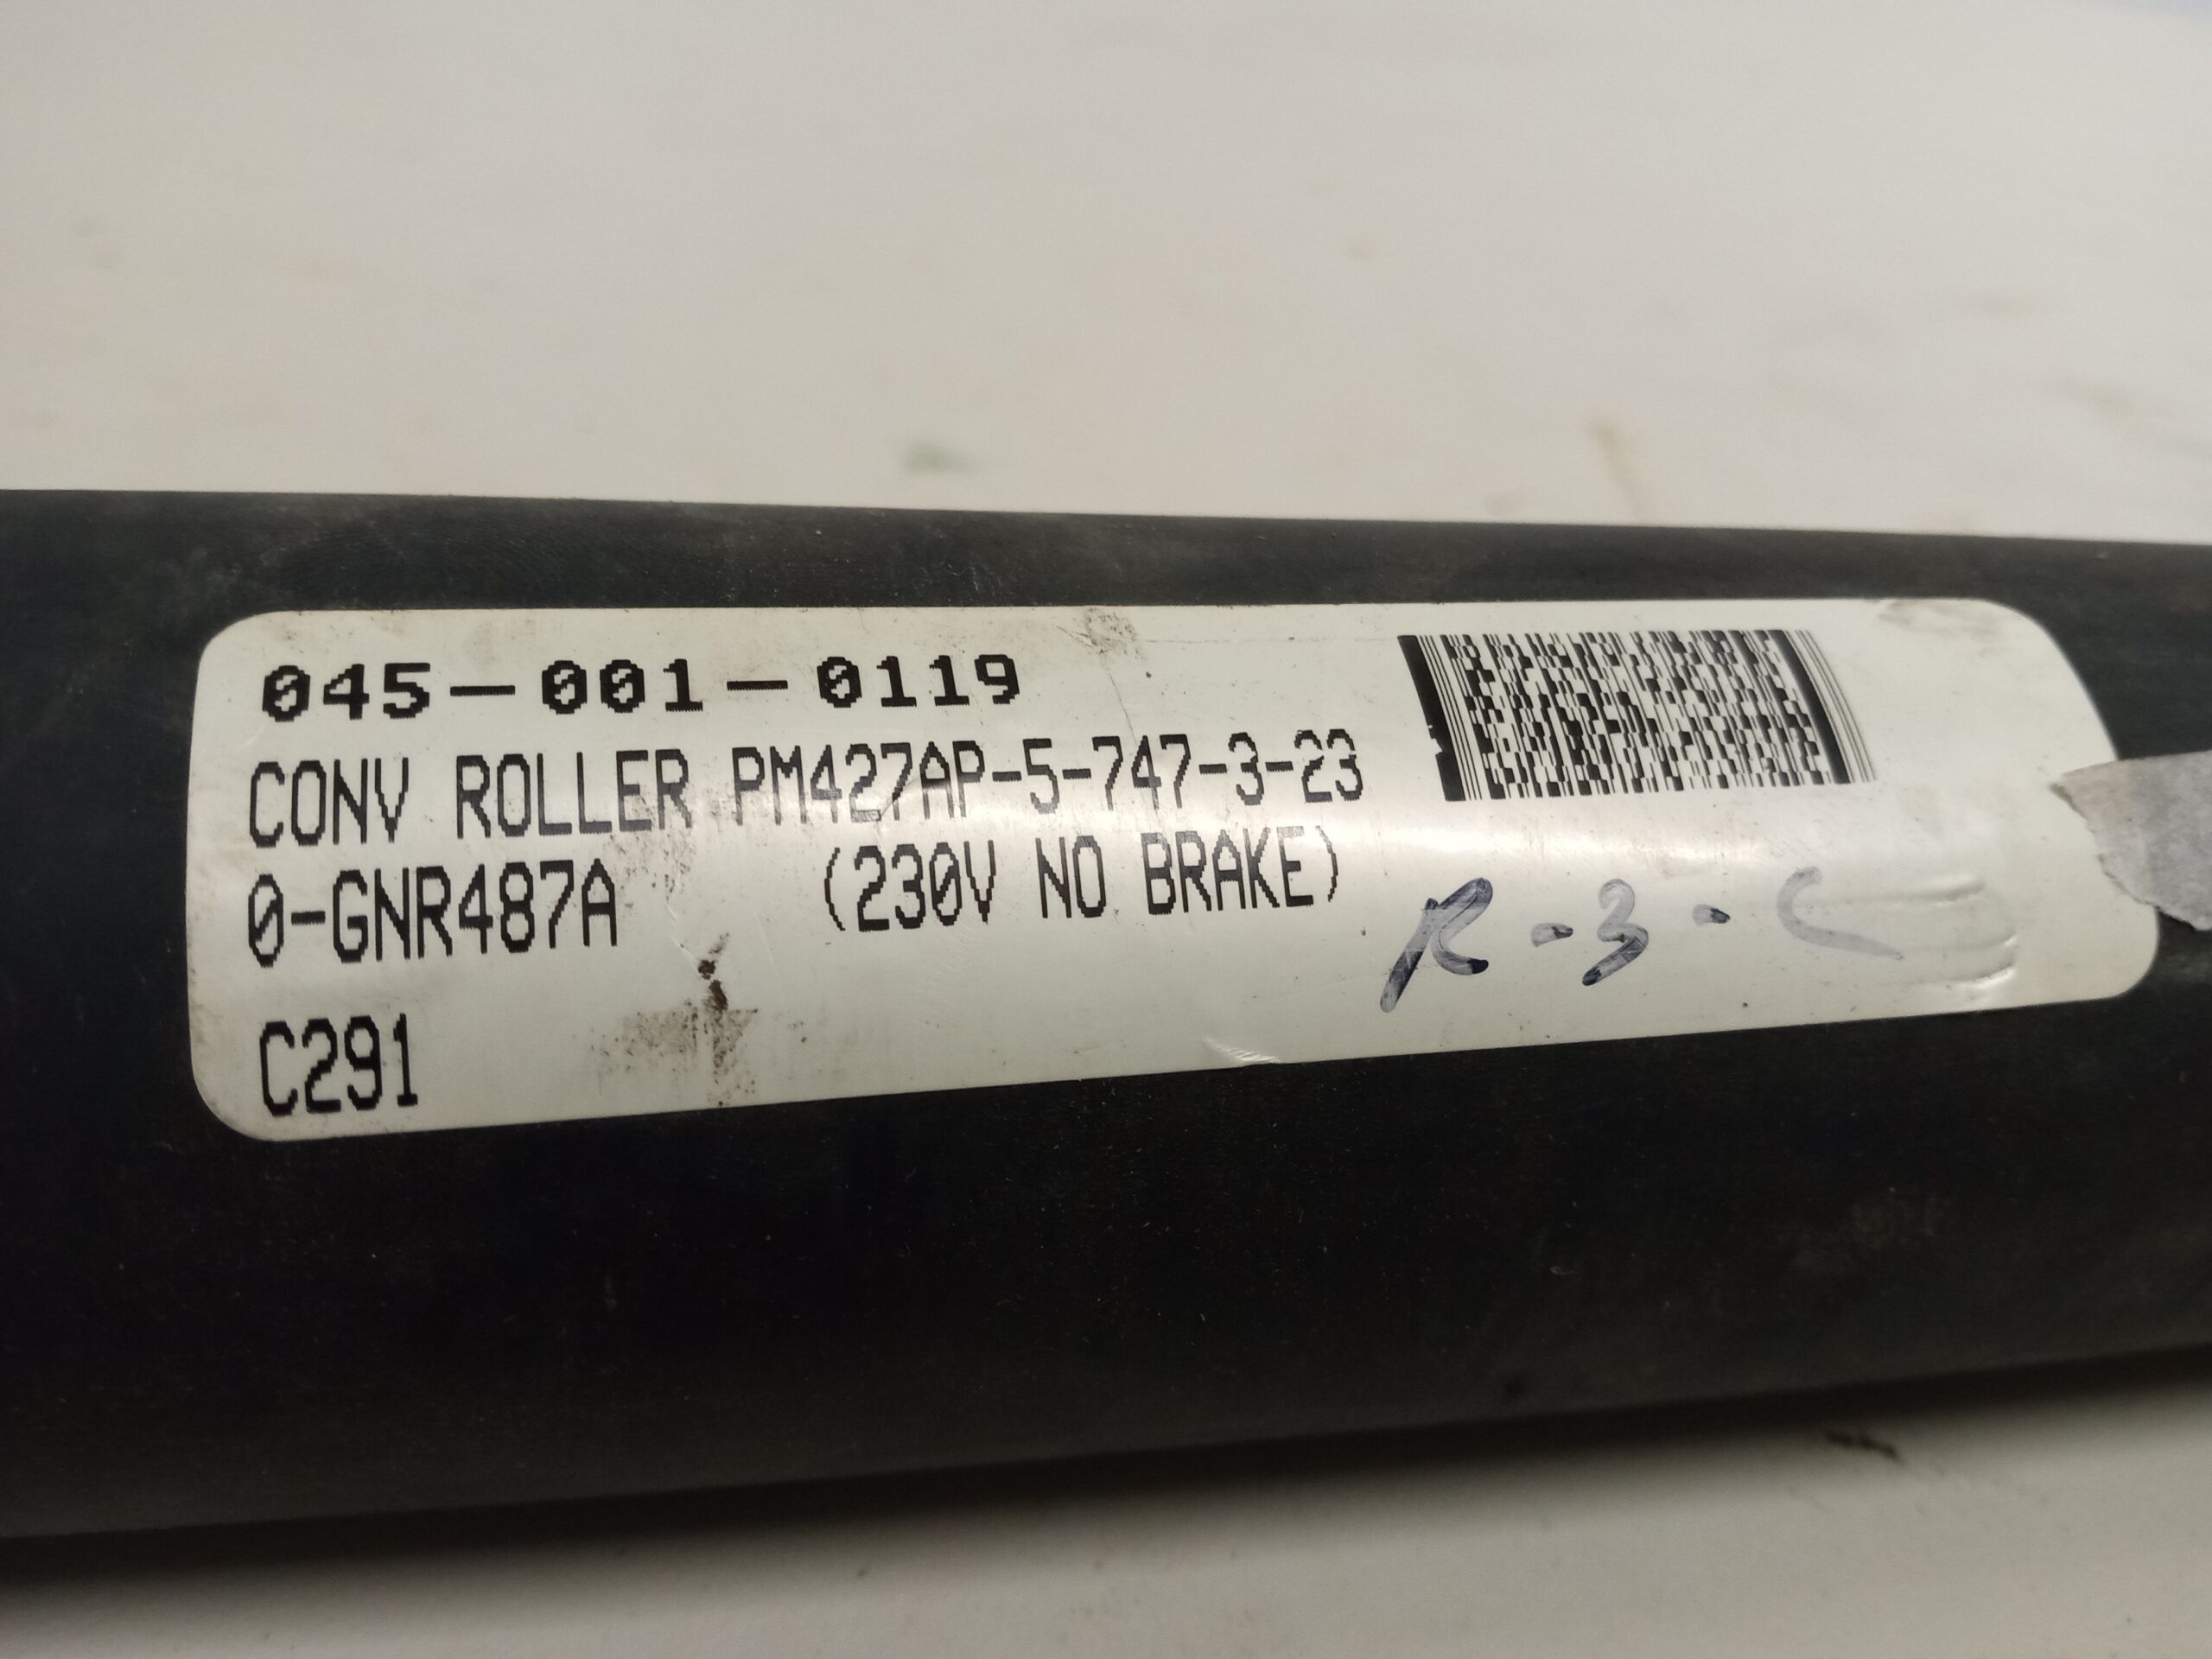 045-001-0119
CONV ROLLER PM427AP-5-747-3-23
0-GNR487A (230V NO BRAKE)
R-3-C
C291